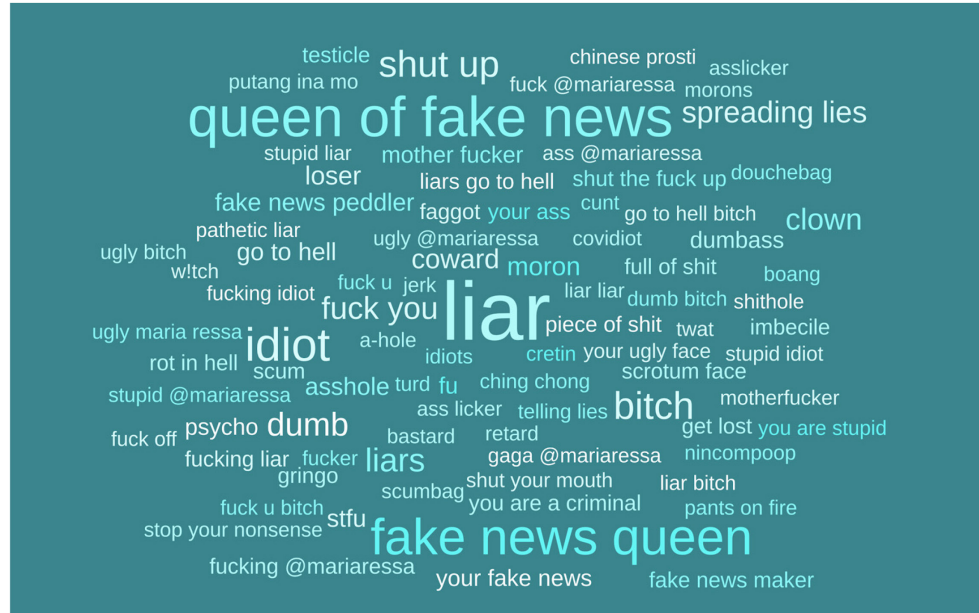 testicle shut up chinese prosti asslicker
putang ina mo fuck @mariaressa morons
queen of fake news spreading lies
stupid liar mother fucker ass @mariaressa
loser liars go to hell shut the fuck up douchebag
fake news peddler faggot your ass cunt go to hell bitch clown
pathetic liar ugly @mariaressa covidiot dumbass
ugly bitch go to hell coward moron full of shit boang
w!tch fuck u jerk liar liar liar dumb bitch shithole
fucking idiot fuck you piece of shit twat imbecile
ugly maria ressa idiot a-hole idiots cretin your ugly face stupid idiot
rot in hell scum scrotum face
stupid @mariaressa asshole turd fu ching chong bitch motherfucker
fuck off psycho dumb ass licker telling lies get lost you are stupid
bastard retard
fucking liar fucker liars gaga @mariaressa nincompoop
gringo scumbag shut your mouth liar bitch
fuck u bitch stfu you are a criminal pants on fire
stop your nonsense fake news queen
fucking @mariaressa your fake news fake news maker